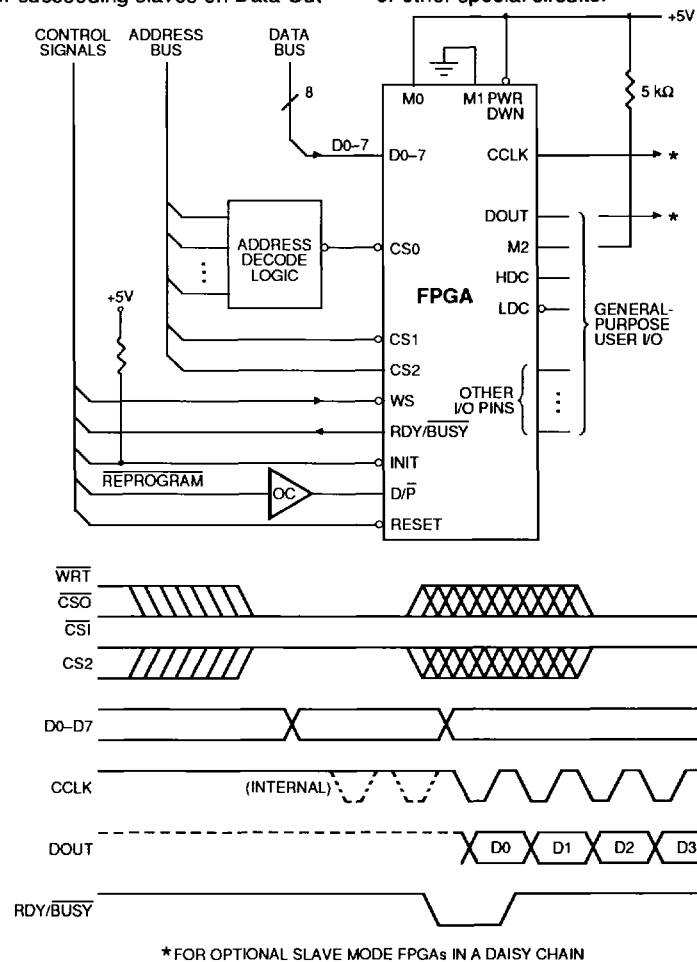 succeeding slaves on Data Out
or other special circuits.
CONTROL SIGNALS
ADDRESS BUS
DATA BUS
+5V
8
M0
M1
PWR DWN
5 kΩ
D0–7
D0–7
CCLK
*
DOUT
*
ADDRESS DECODE LOGIC
CS0
M2
HDC
FPGA
LDC
GENERAL-PURPOSE USER I/O
+5V
CS1
CS2
OTHER I/O PINS
WS
RDY/BUSY
INIT
REPROGRAM
OC
D/P
RESET
WRT
CSO
CSI
CS2
D0–D7
CCLK
(INTERNAL)
DOUT
D0
D1
D2
D3
RDY/BUSY
*FOR OPTIONAL SLAVE MODE FPGAs IN A DAISY CHAIN